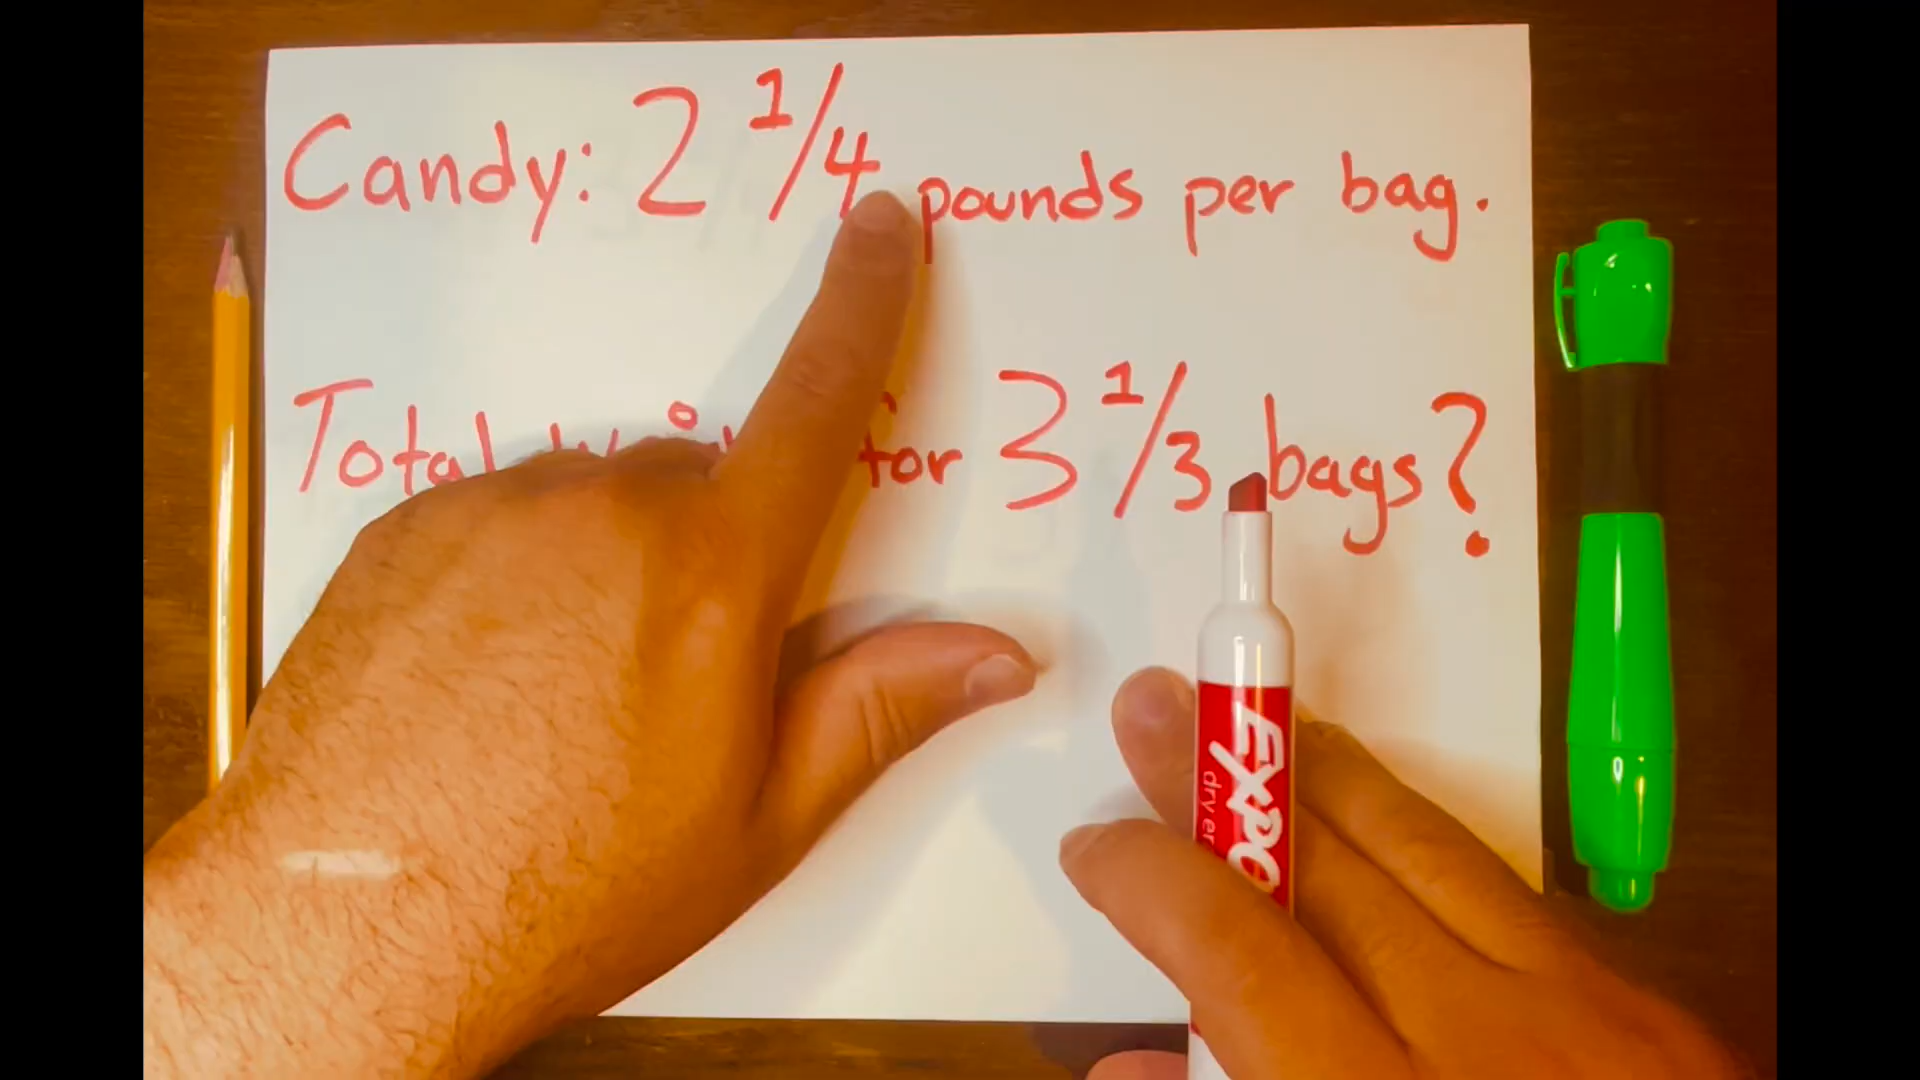 Candy: 2 1/4 pounds per bag.
Total for 3 1/3 bags?
EXPO
dry er